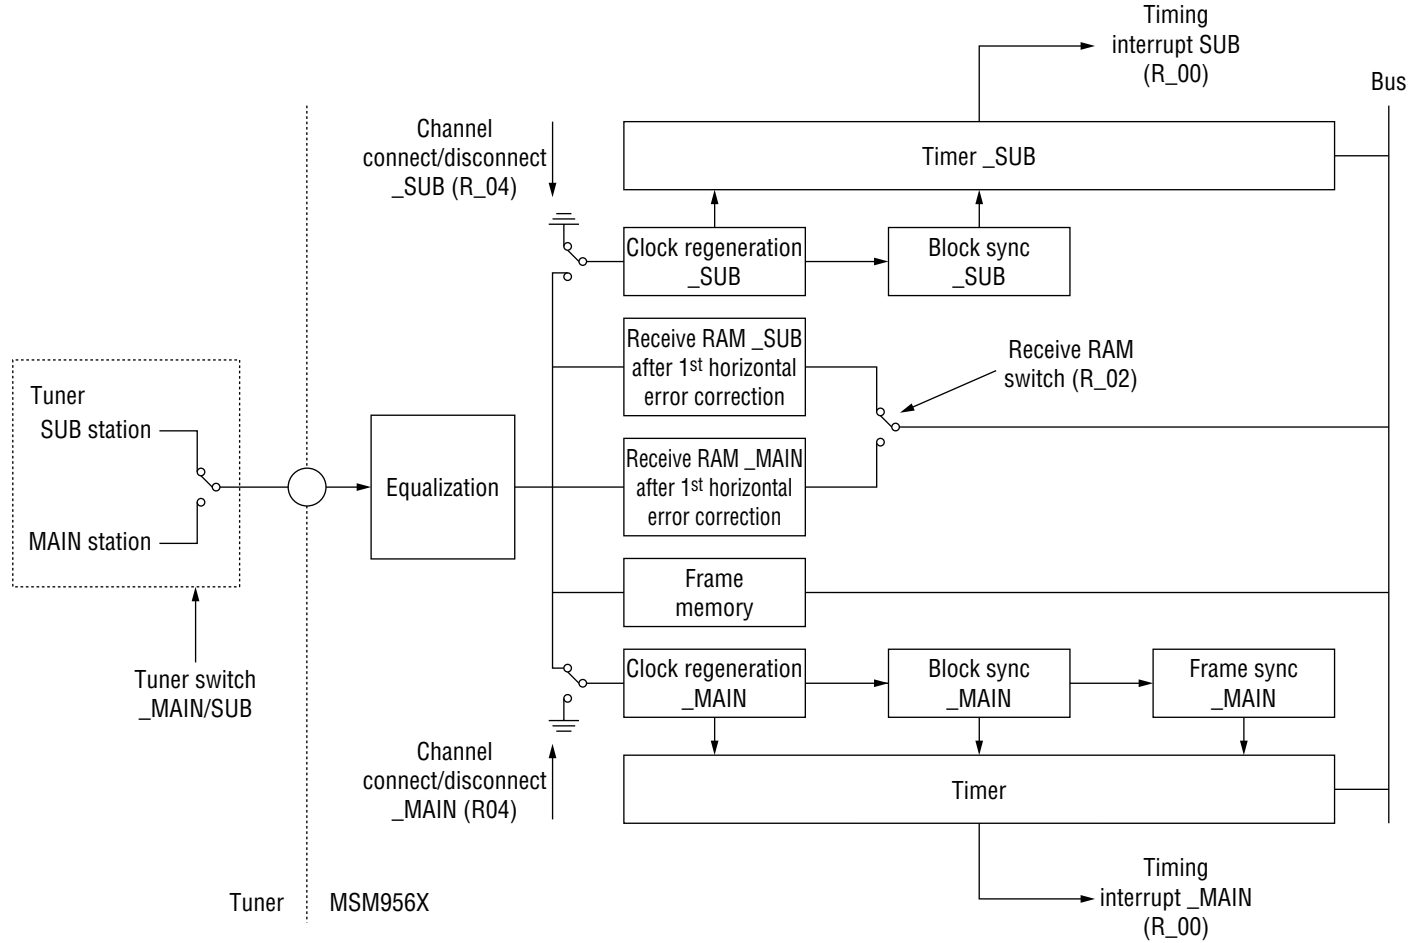 Timing
interrupt SUB
(R_00)
Bus
Channel
connect/disconnect
_SUB (R_04)
Timer _SUB
Clock regeneration
_SUB
Block sync
_SUB
Receive RAM _SUB
after 1st horizontal
error correction
Receive RAM
switch (R_02)
Tuner
SUB station
MAIN station
Equalization
Receive RAM _MAIN
after 1st horizontal
error correction
Frame
memory
Tuner switch
_MAIN/SUB
Clock regeneration
_MAIN
Block sync
_MAIN
Frame sync
_MAIN
Channel
connect/disconnect
_MAIN (R04)
Timer
Timing
interrupt _MAIN
(R_00)
Tuner
MSM956X